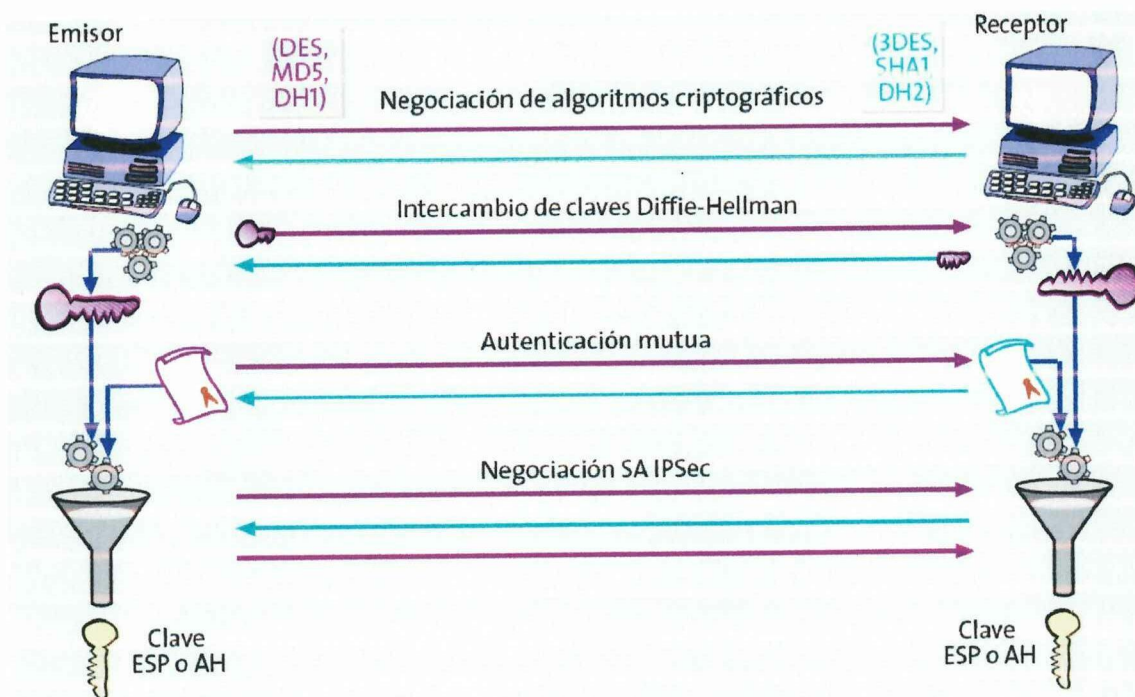 Emisor
Receptor
(DES,
MD5,
DH1)
(3DES,
SHA1,
DH2)
Negociación de algoritmos criptográficos
Intercambio de claves Diffie-Hellman
Autenticación mutua
Negociación SA IPSec
Clave
ESP o AH
Clave
ESP o AH